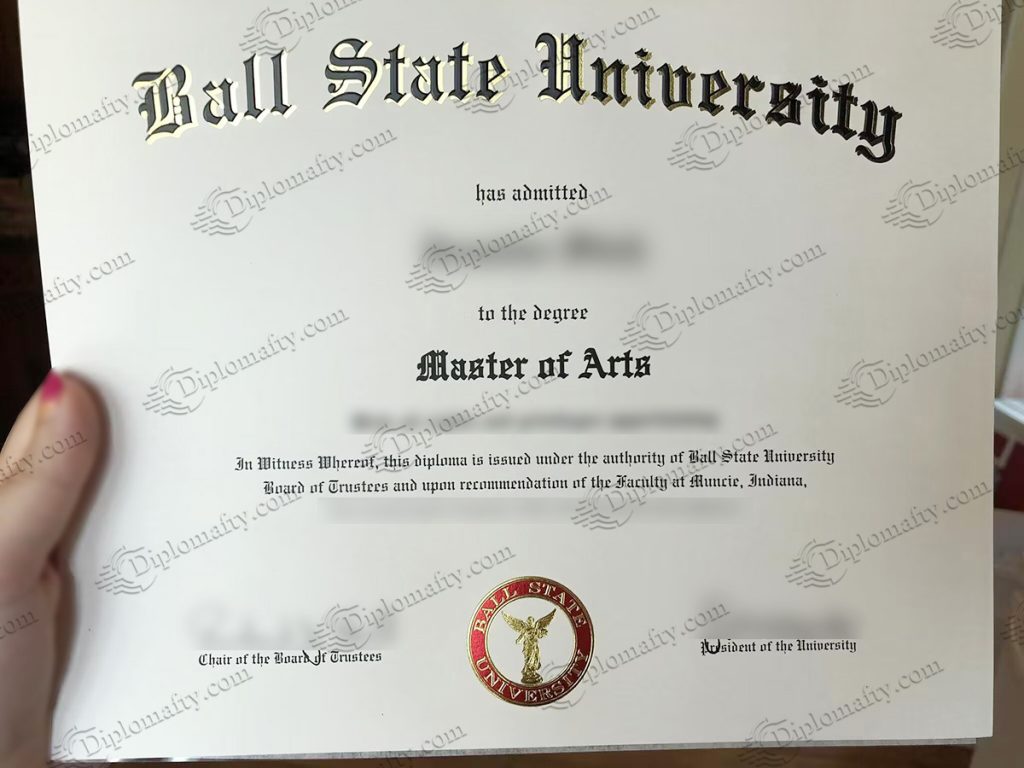 Ball State University
has admitted
to the degree
Master of Arts
In Witness Whereof, this diploma is issued under the authority of Ball State University
Board of Trustees and upon recommendation of the Faculty at Muncie, Indiana,
BALL STATE
UNIVERSITY
Chair of the Board of Trustees
President of the University
Diplomafty.com